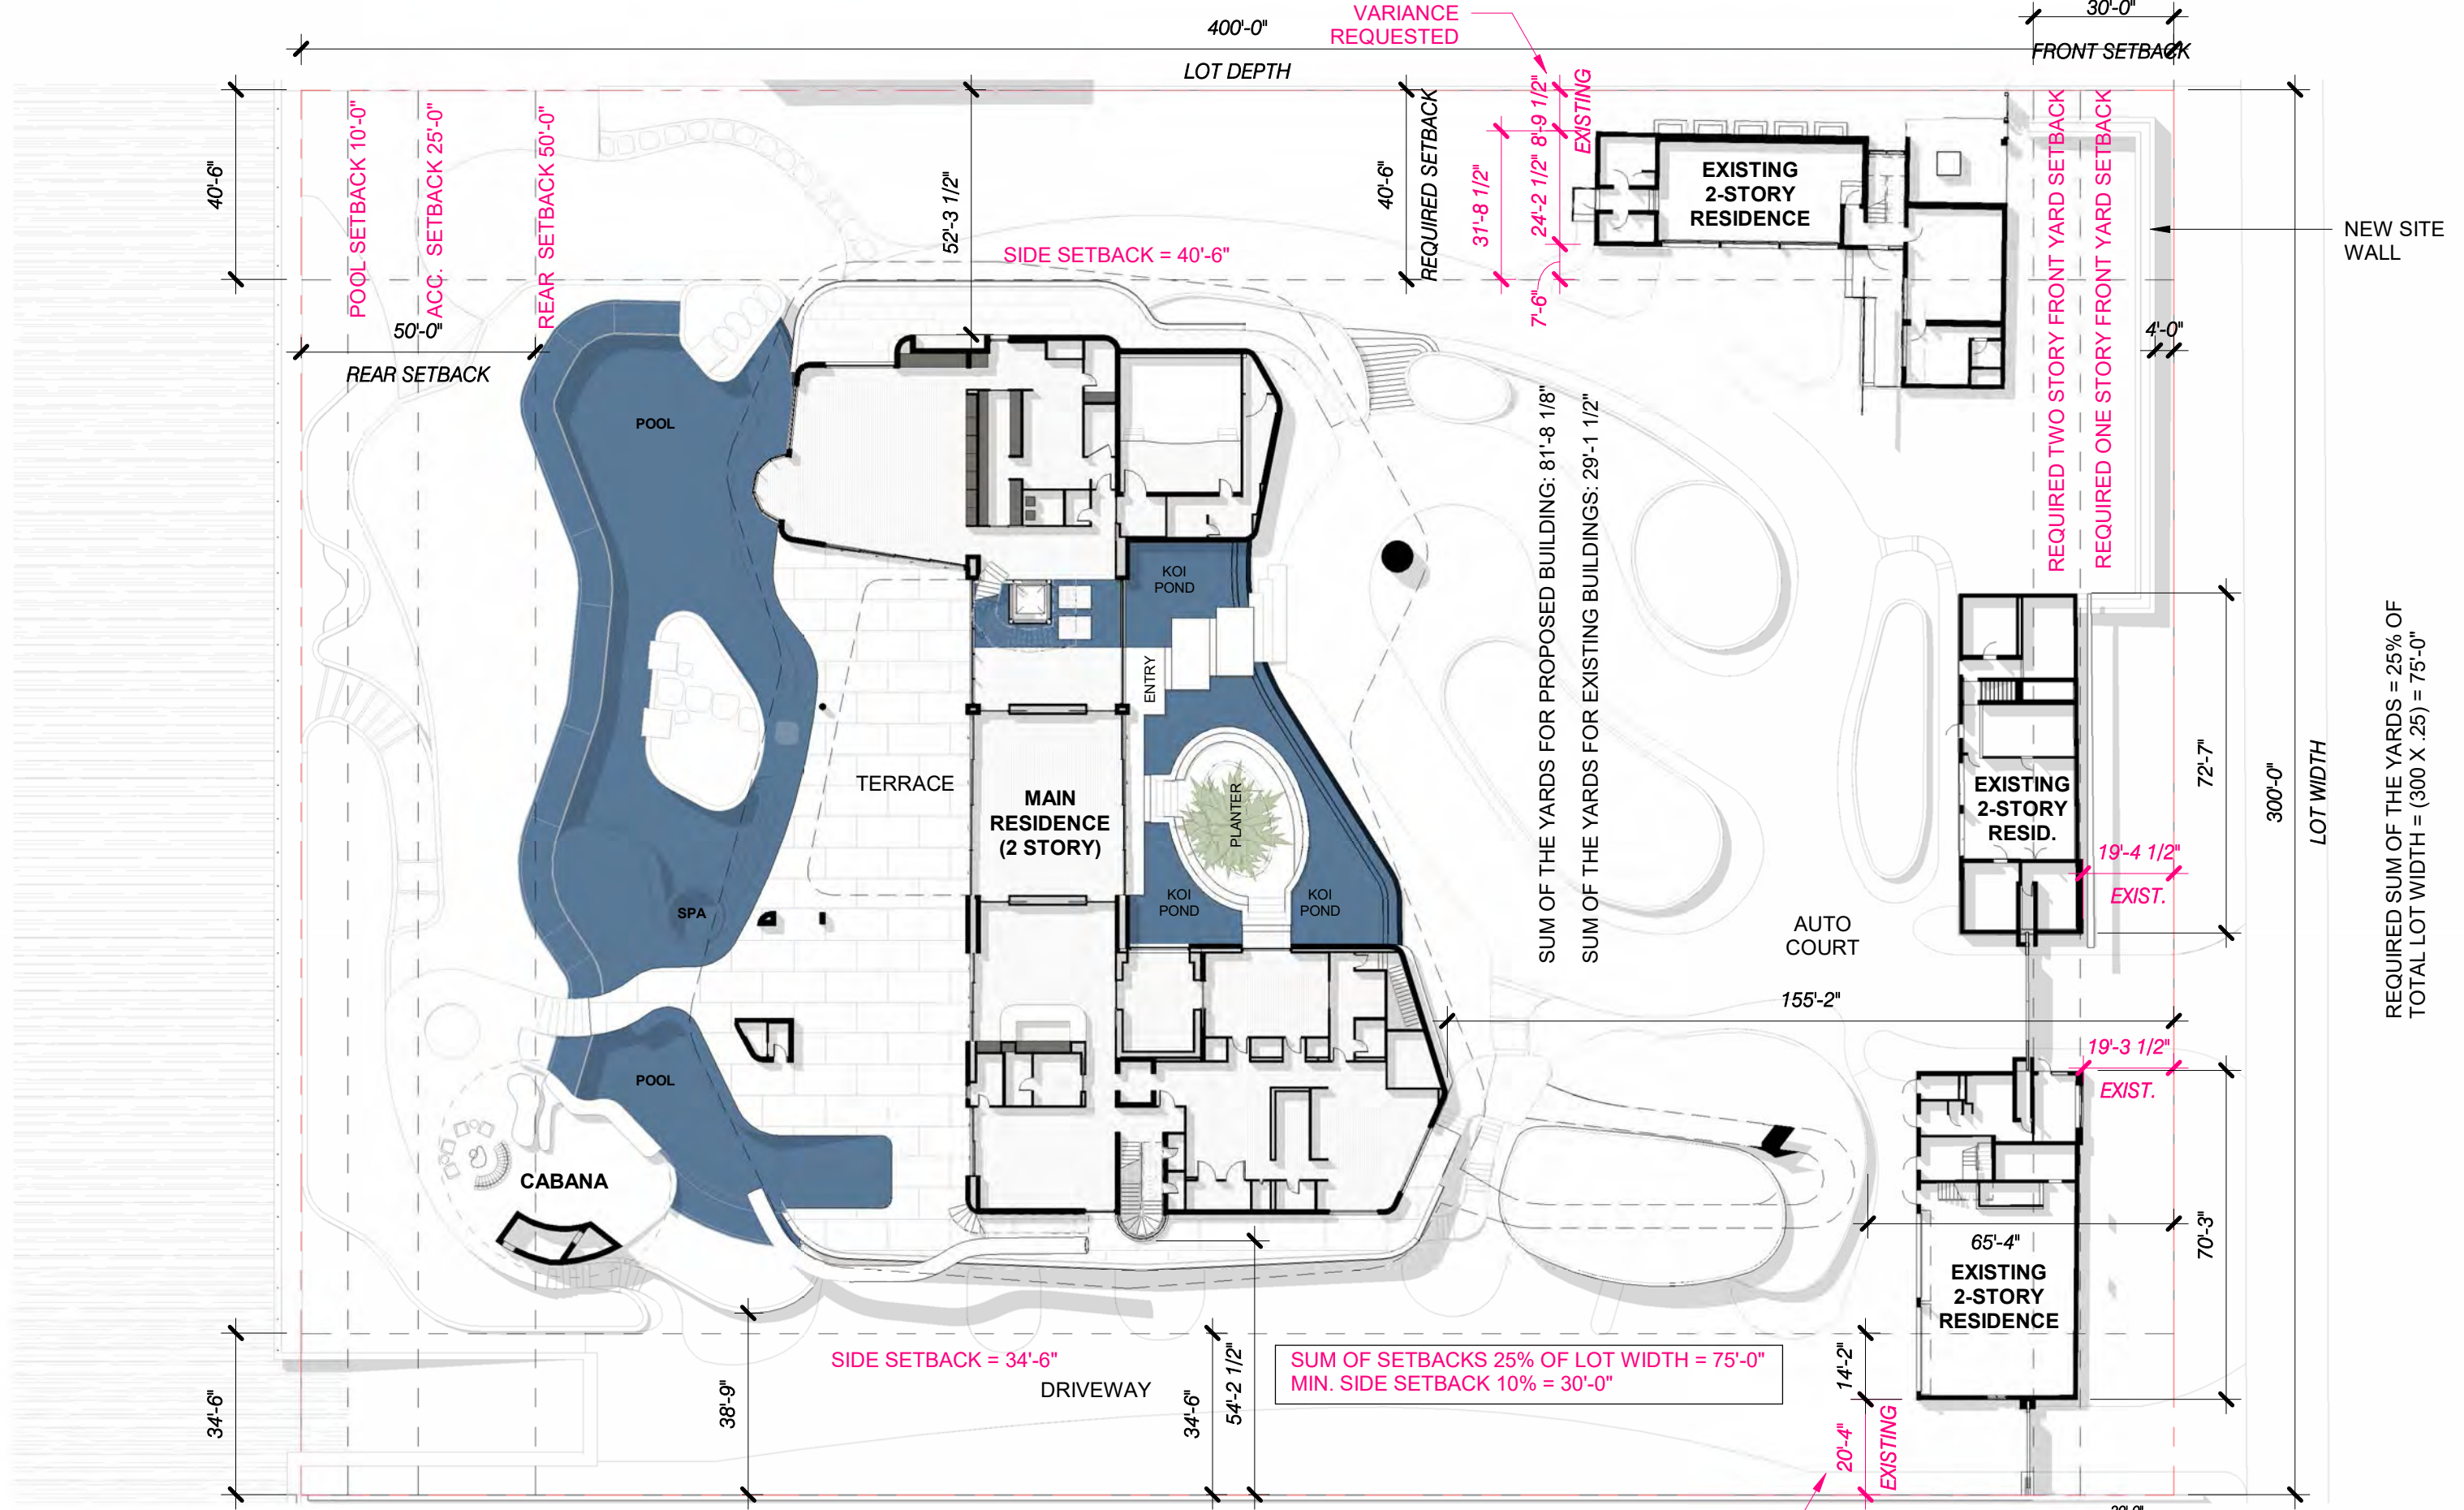 VARIANCE
REQUESTED
400'-0"
LOT DEPTH
30'-0"
FRONT SETBACK
40'-6"
POOL SETBACK 10'-0"
ACC. SETBACK 25'-0"
REAR SETBACK 50'-0"
50'-0"
REAR SETBACK
52'-3 1/2"
SIDE SETBACK = 40'-6"
40'-6"
REQUIRED SETBACK
31'-8 1/2"
24'-2 1/2"
8'-9 1/2"
EXISTING
7'-6"
EXISTING
2-STORY
RESIDENCE
REQUIRED TWO STORY FRONT YARD SETBACK
REQUIRED ONE STORY FRONT YARD SETBACK
NEW SITE
WALL
4'-0"
POOL
KOI
POND
ENTRY
TERRACE
MAIN
RESIDENCE
(2 STORY)
PLANTER
KOI
POND
KOI
POND
SPA
SUM OF THE YARDS FOR PROPOSED BUILDING: 81'-8 1/8"
SUM OF THE YARDS FOR EXISTING BUILDINGS: 29'-1 1/2"
EXISTING
2-STORY
RESID.
72'-7"
300'-0"
LOT WIDTH
REQUIRED SUM OF THE YARDS = 25% OF
TOTAL LOT WIDTH = (300 X .25) = 75'-0"
19'-4 1/2"
EXIST.
AUTO
COURT
155'-2"
19'-3 1/2"
EXIST.
POOL
CABANA
65'-4"
EXISTING
2-STORY
RESIDENCE
70'-3"
34'-6"
38'-9"
SIDE SETBACK = 34'-6"
DRIVEWAY
34'-6"
54'-2 1/2"
SUM OF SETBACKS 25% OF LOT WIDTH = 75'-0"
MIN. SIDE SETBACK 10% = 30'-0"
14'-2"
20'-4"
EXISTING